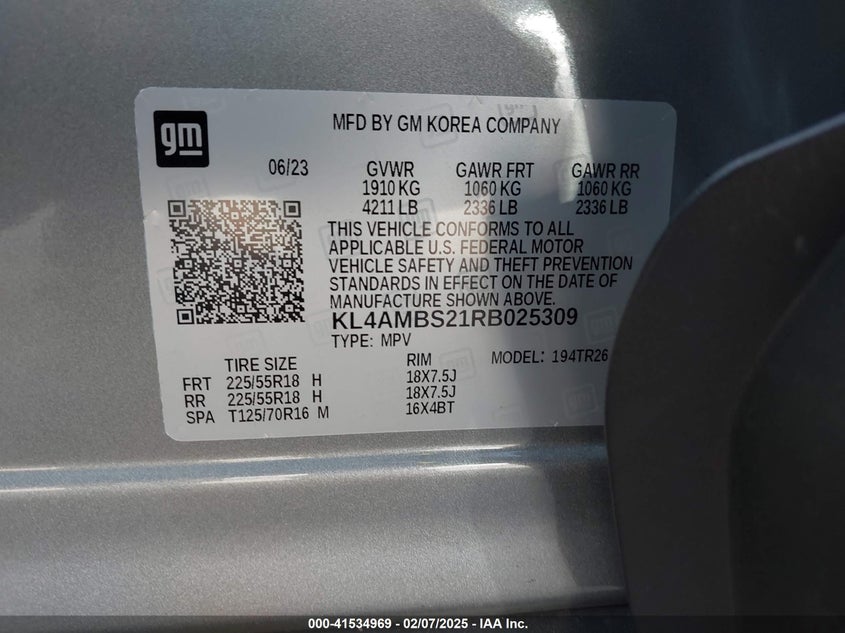 gm
MFD BY GM KOREA COMPANY
06/23 GVWR GAWR FRT GAWR RR
1910 KG 1060 KG 1060 KG
4211 LB 2336 LB 2336 LB
THIS VEHICLE CONFORMS TO ALL
APPLICABLE U.S. FEDERAL MOTOR
VEHICLE SAFETY AND THEFT PREVENTION
STANDARDS IN EFFECT ON THE DATE OF
MANUFACTURE SHOWN ABOVE.
KL4AMBS21RB025309
TYPE: MPV
TIRE SIZE RIM MODEL: 194TR26
FRT 225/55R18 H 18X7.5J
RR 225/55R18 H 18X7.5J
SPA T125/70R16 M 16X4BT
000-41534969 - 02/07/2025 - IAA Inc.